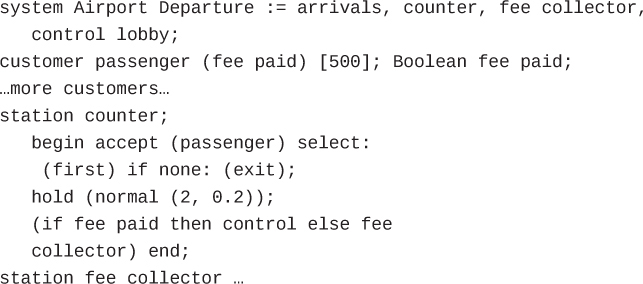 system Airport Departure := arrivals, counter, fee collector,
control lobby;
customer passenger (fee paid) [500]; Boolean fee paid;
…more customers…
station counter;
begin accept (passenger) select:
(first) if none: (exit);
hold (normal (2, 0.2));
(if fee paid then control else fee
collector) end;
station fee collector …